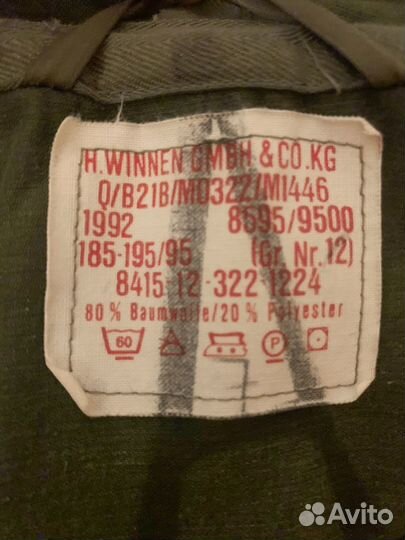 H.WINNEN GMBH & CO.KG
Q/B21B/M0322/M1446
1992 8695/9500
185-195/95 (Gr. Nr. 12)
8415-12-322 1224
80 % Baumwolle/20 % Polyester
60 P
Avito